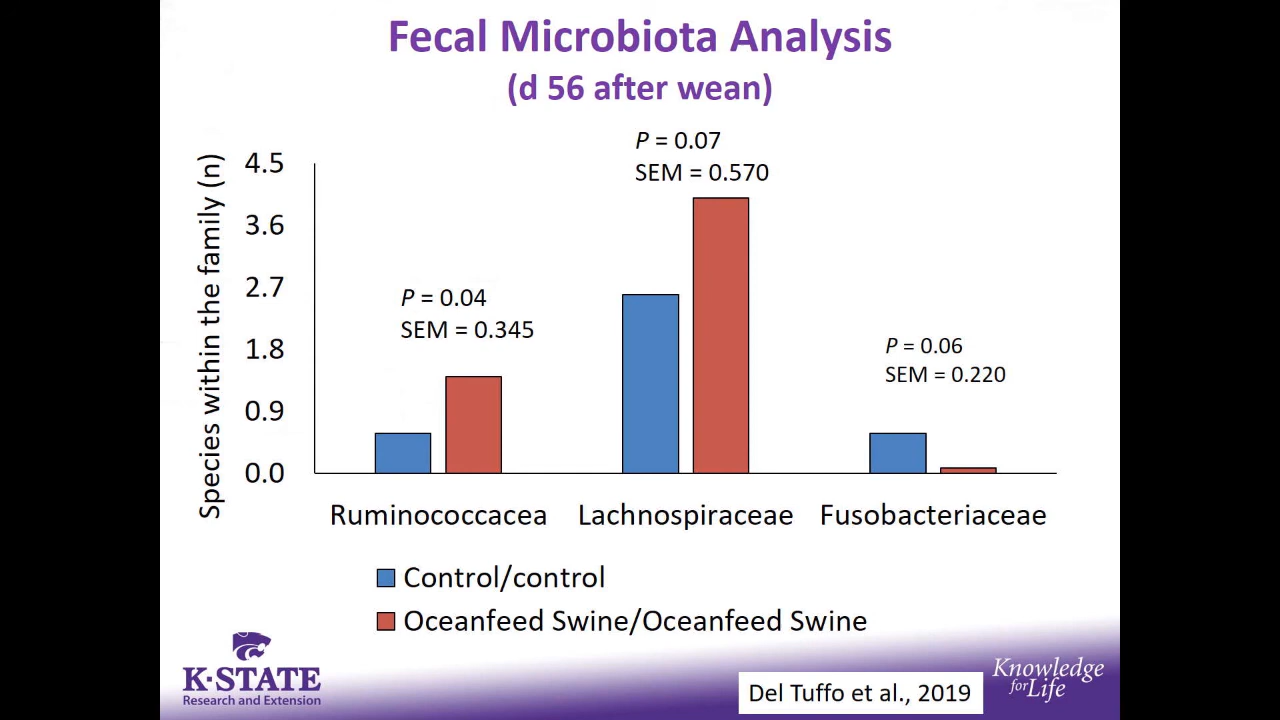 Fecal Microbiota Analysis
(d 56 after wean)
Species within the family (n)
4.5
3.6
2.7
1.8
0.9
0.0
P = 0.04
SEM = 0.345
P = 0.07
SEM = 0.570
P = 0.06
SEM = 0.220
Ruminococcacea
Lachnospiraceae
Fusobacteriaceae
Control/control
Oceanfeed Swine/Oceanfeed Swine
K-STATE
Research and Extension
Del Tuffo et al., 2019
Knowledge
for Life